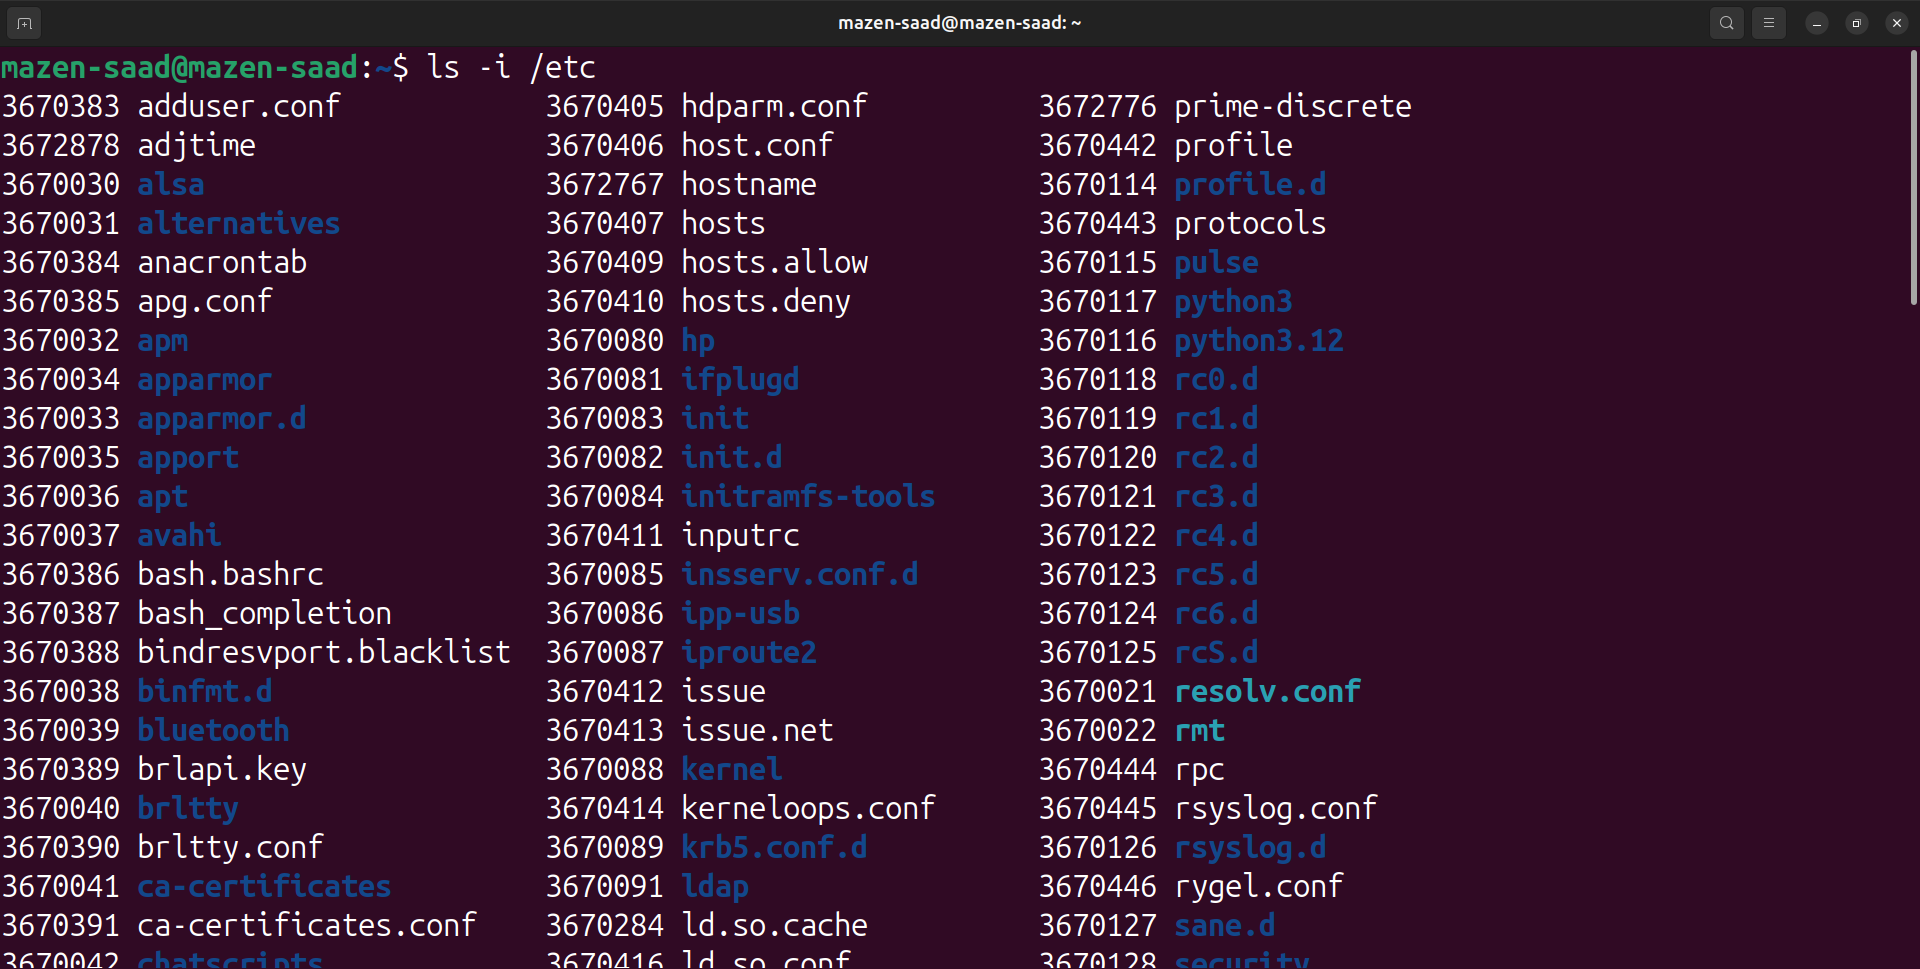 mazen-saad@mazen-saad: ~
mazen-saad@mazen-saad:~$ ls -i /etc
3670383 adduser.conf 3670405 hdparm.conf 3672776 prime-discrete
3672878 adjtime 3670406 host.conf 3670442 profile
3670030 alsa 3672767 hostname 3670114 profile.d
3670031 alternatives 3670407 hosts 3670443 protocols
3670384 anacrontab 3670409 hosts.allow 3670115 pulse
3670385 apg.conf 3670410 hosts.deny 3670117 python3
3670032 apm 3670080 hp 3670116 python3.12
3670034 apparmor 3670081 ifplugd 3670118 rc0.d
3670033 apparmor.d 3670083 init 3670119 rc1.d
3670035 apport 3670082 init.d 3670120 rc2.d
3670036 apt 3670084 initramfs-tools 3670121 rc3.d
3670037 avahi 3670411 inputrc 3670122 rc4.d
3670386 bash.bashrc 3670085 insserv.conf.d 3670123 rc5.d
3670387 bash_completion 3670086 ipp-usb 3670124 rc6.d
3670388 bindresvport.blacklist 3670087 iproute2 3670125 rcS.d
3670038 binfmt.d 3670412 issue 3670021 resolv.conf
3670039 bluetooth 3670413 issue.net 3670022 rmt
3670389 brlapi.key 3670088 kernel 3670444 rpc
3670040 brltty 3670414 kerneloops.conf 3670445 rsyslog.conf
3670390 brltty.conf 3670089 krb5.conf.d 3670126 rsyslog.d
3670041 ca-certificates 3670091 ldap 3670446 rygel.conf
3670391 ca-certificates.conf 3670284 ld.so.cache 3670127 sane.d
3670042 chatscripts 3670416 ld.so.conf 3670128 security